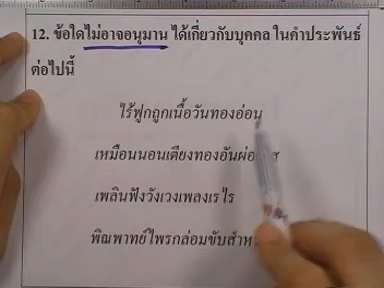 12. ข้อใดไม่อาจอนุมาน ได้เกี่ยวกับบุคคล ในคำประพันธ์
ต่อไปนี้
ไร้ฟูกถูกเนื้อวันทองอ่อน
เหมือนนอนเตียงทองอัน
เพลินฟังวังเวงเพลงเรไร
พิณพาทย์ไพรกล่อมขับ